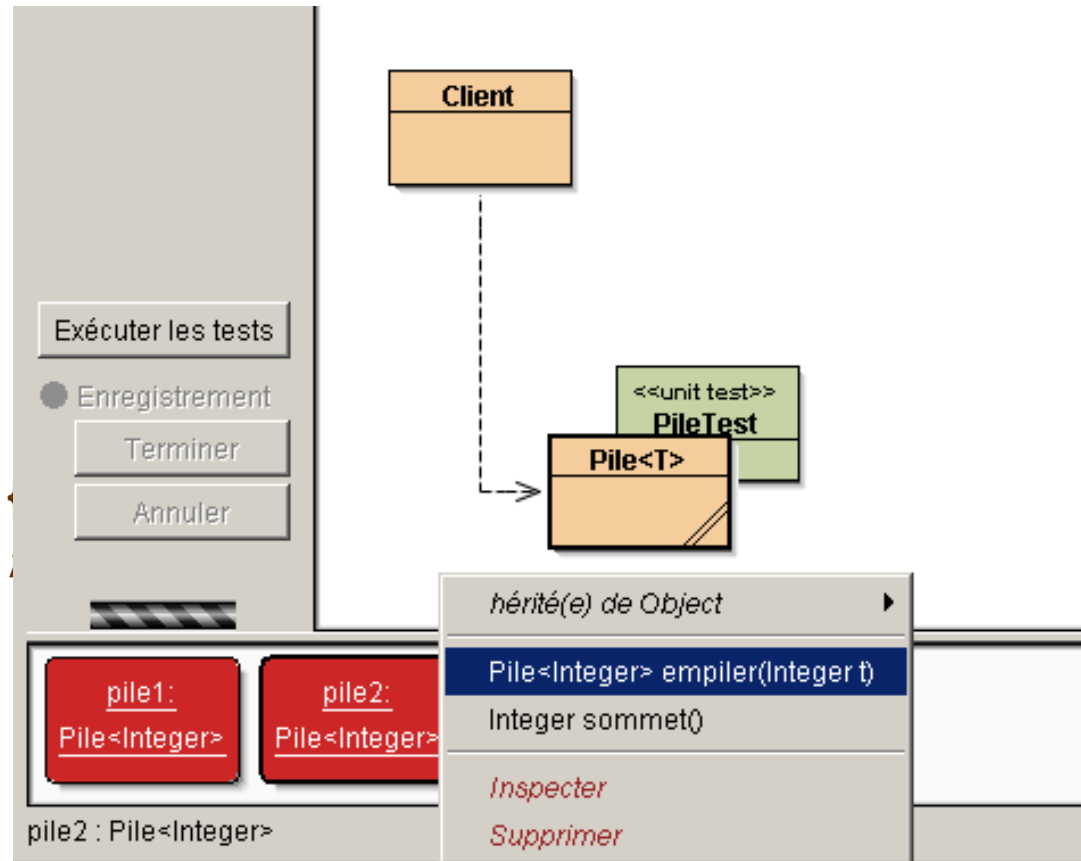 Client
Exécuter les tests
Enregistrement
Terminer
Annuler
<<unit test>>
PileTest
Pile<T>
hérité(e) de Object
Pile<Integer> empiler(Integer t)
Integer sommet()
Inspecter
Supprimer
pile1:
Pile<Integer>
pile2:
Pile<Integer>
pile2 : Pile<Integer>